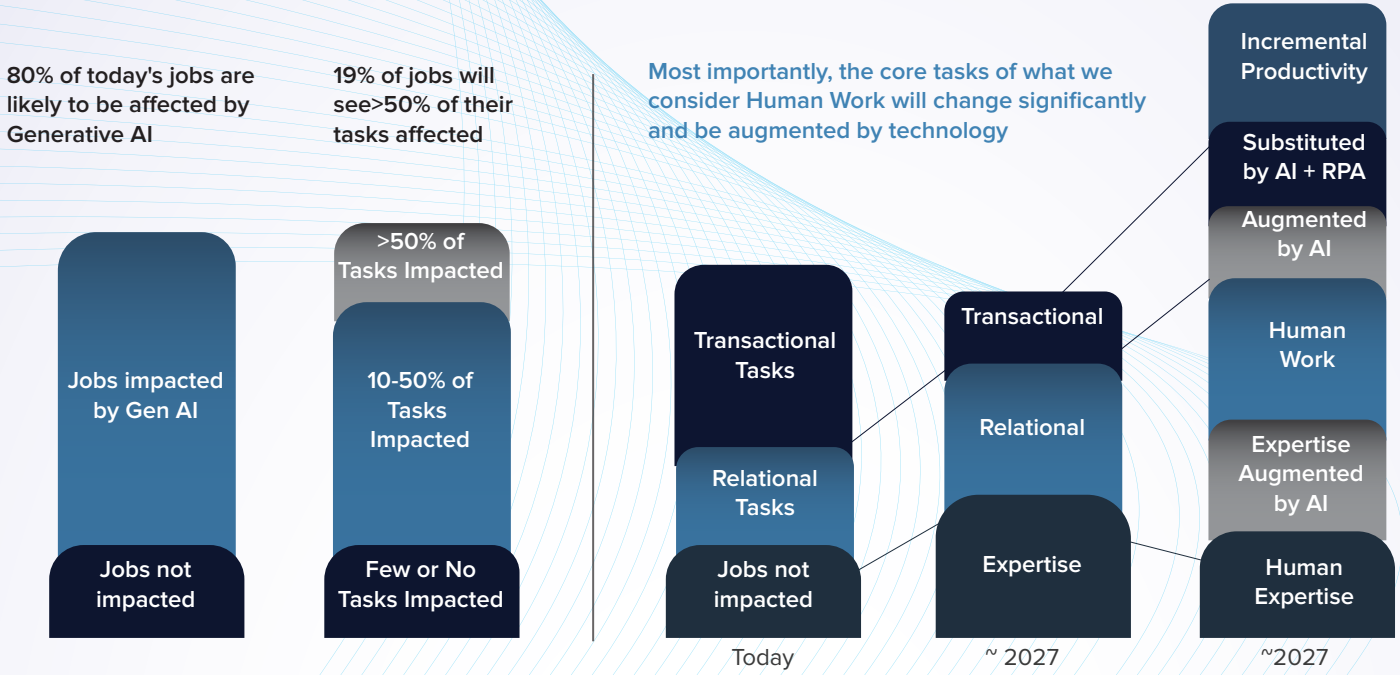 80% of today's jobs are
likely to be affected by
Generative AI
19% of jobs will
see>50% of their
tasks affected
Most importantly, the core tasks of what we
consider Human Work will change significantly
and be augmented by technology
Jobs impacted
by Gen AI
Jobs not
impacted
>50% of
Tasks Impacted
10-50% of
Tasks
Impacted
Few or No
Tasks Impacted
Transactional
Tasks
Relational
Tasks
Jobs not
impacted
Today
Transactional
Relational
Expertise
~ 2027
Incremental
Productivity
Substituted
by AI + RPA
Augmented
by AI
Human
Work
Expertise
Augmented
by AI
Human
Expertise
~2027